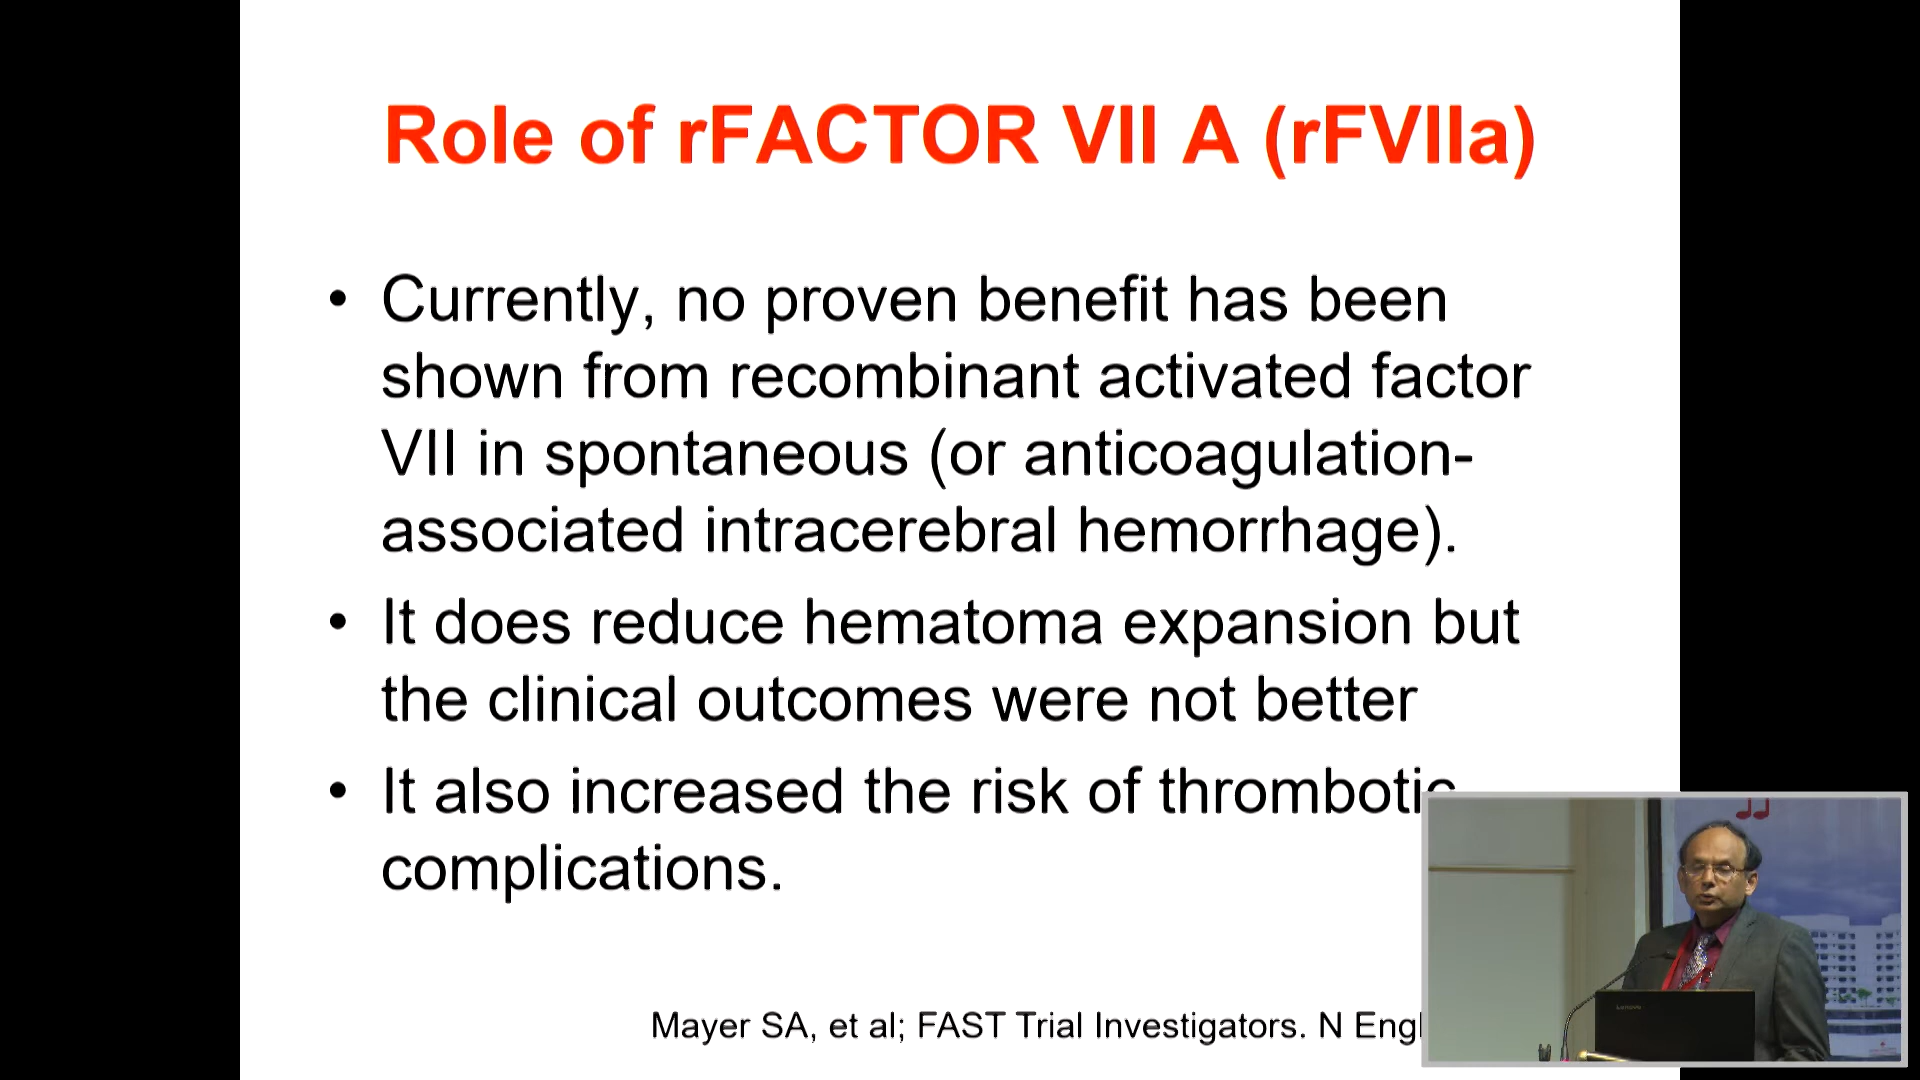 Role of rFACTOR VII A (rFVIIa)
• Currently, no proven benefit has been
shown from recombinant activated factor
VII in spontaneous (or anticoagulation-
associated intracerebral hemorrhage).
• It does reduce hematoma expansion but
the clinical outcomes were not better
• It also increased the risk of thrombotic
complications.
Mayer SA, et al; FAST Trial Investigators. N Engl
Lenovo